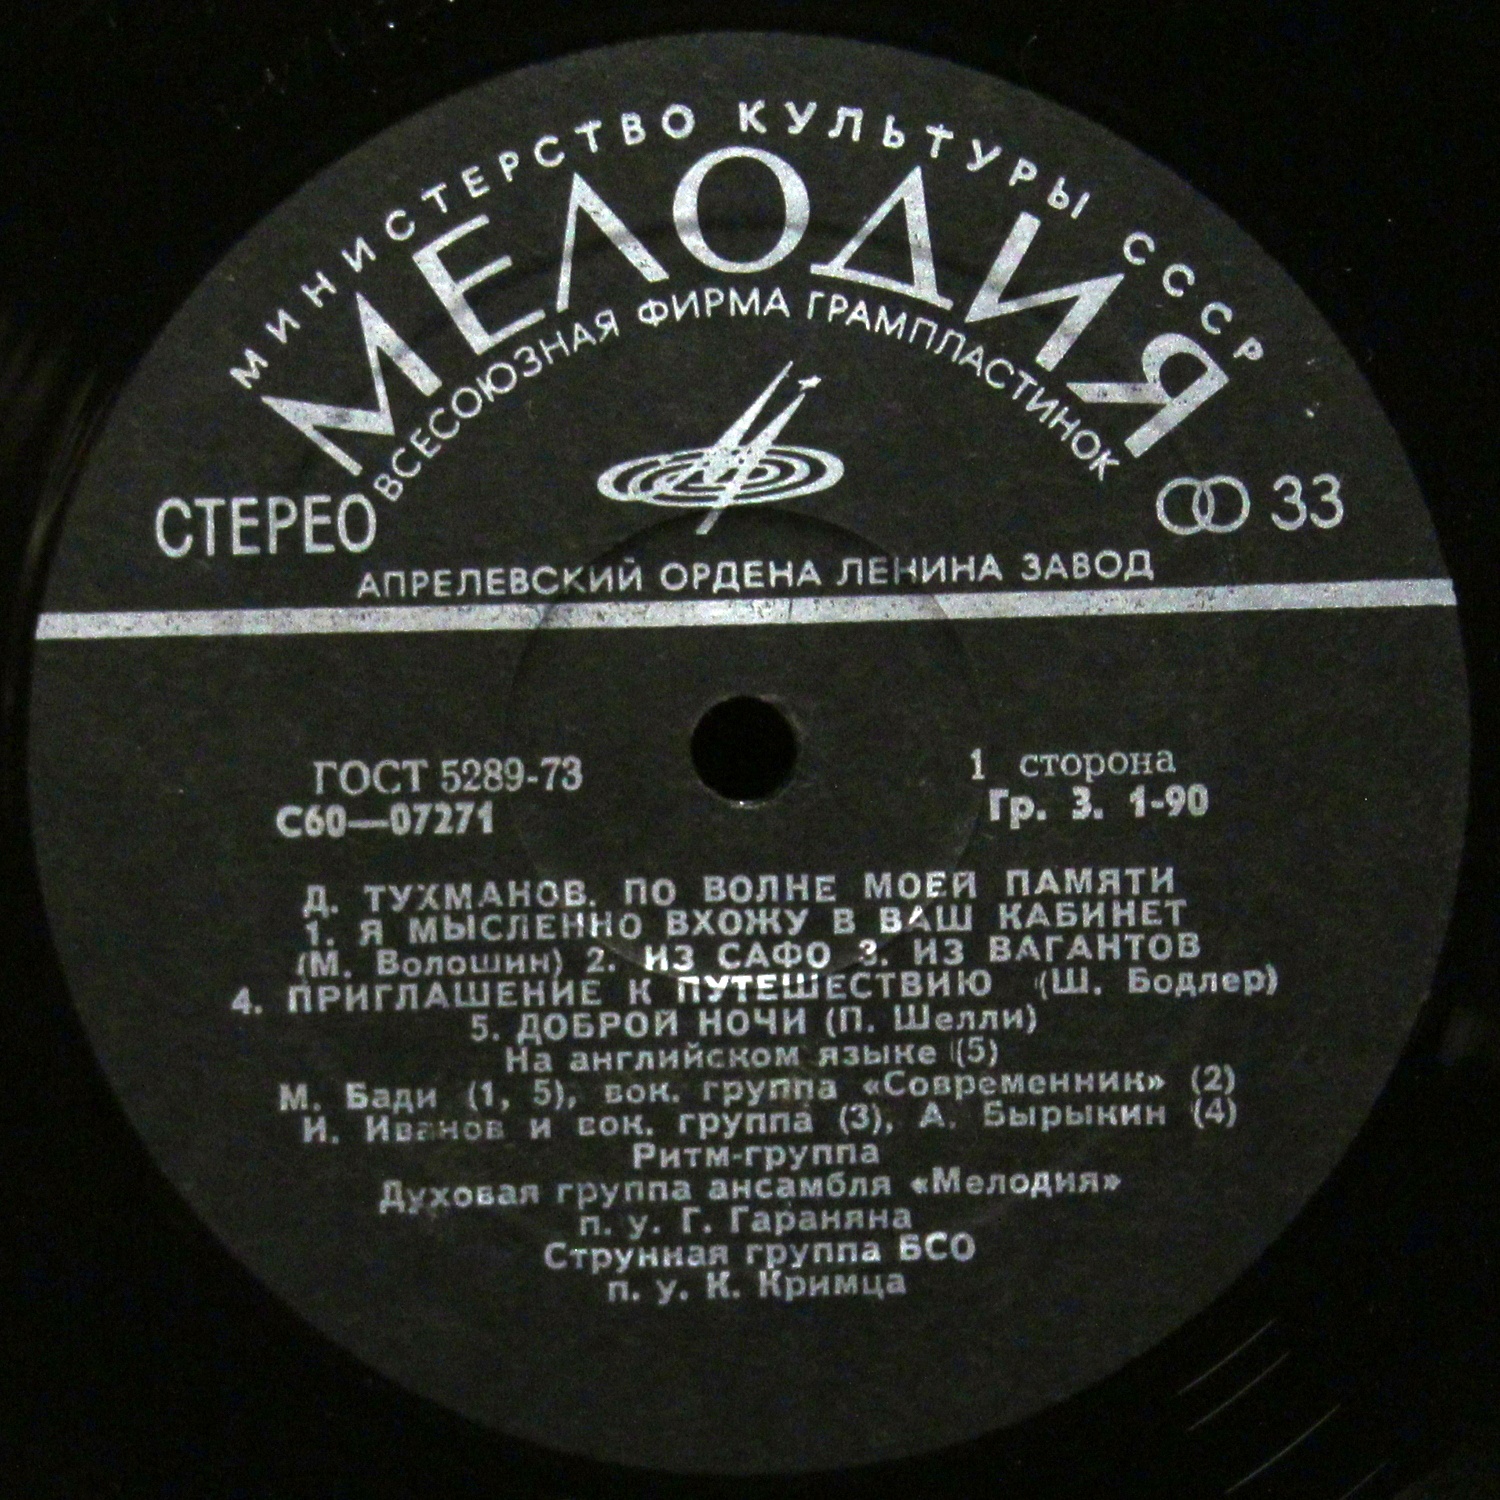 МИНИСТЕРСТВО КУЛЬТУРЫ СССР
МЕЛОДИЯ
ВСЕСОЮЗНАЯ ФИРМА ГРАМПЛАСТИНОК
СТЕРЕО
33
АПРЕЛЕВСКИЙ ОРДЕНА ЛЕНИНА ЗАВОД
ГОСТ 5289-73
1 сторона
С60—07271
Гр. 3. 1-90
Д. ТУХМАНОВ. ПО ВОЛНЕ МОЕЙ ПАМЯТИ
1. Я МЫСЛЕННО ВХОЖУ В ВАШ КАБИНЕТ
(М. Волошин) 2. ИЗ САФО 3. ИЗ ВАГАНТОВ
4. ПРИГЛАШЕНИЕ К ПУТЕШЕСТВИЮ (Ш. Бодлер)
5. ДОБРОЙ НОЧИ (П. Шелли)
На английском языке (5)
М. Бади (1, 5), вок. группа «Современник» (2)
И. Иванов и вок. группа (3), А. Бырыкин (4)
Ритм-группа
Духовая группа ансамбля «Мелодия»
п. у. Г. Гараняна
Струнная группа БСО
п. у. К. Кримца